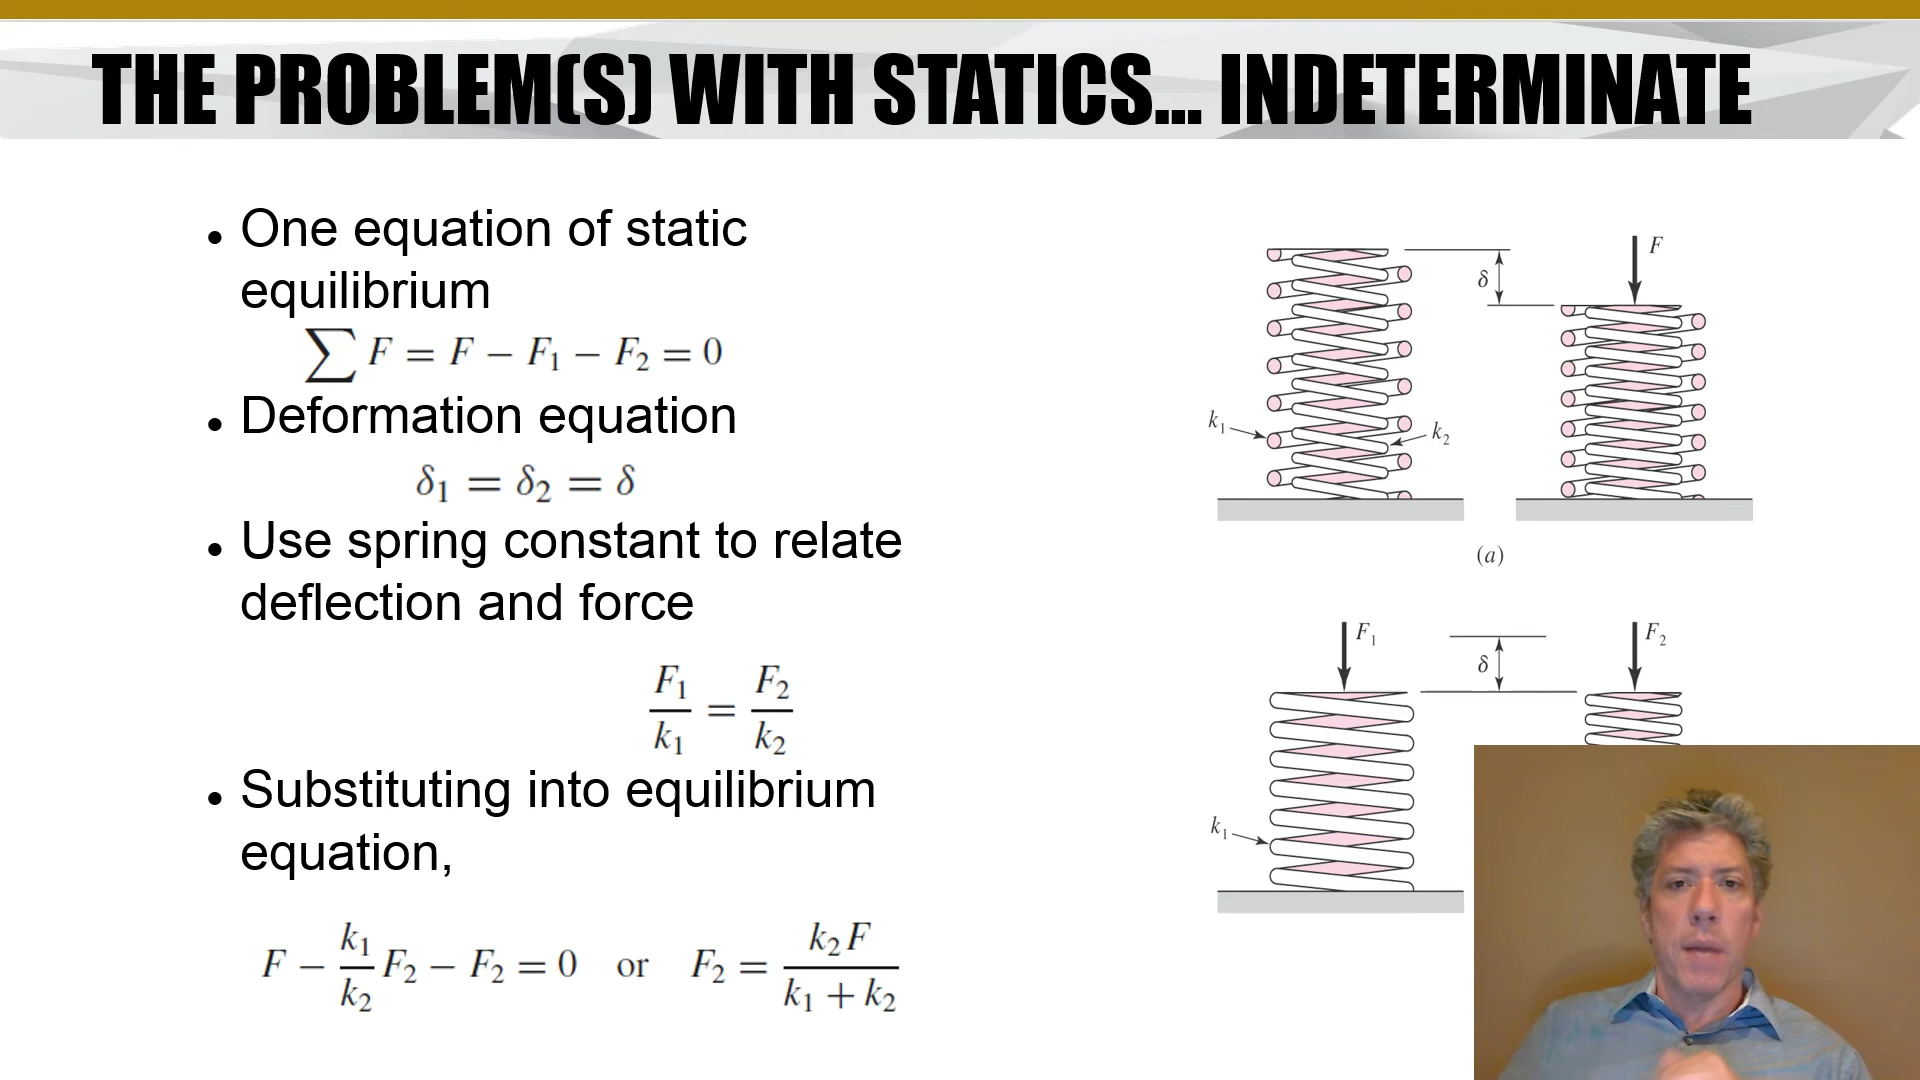 THE PROBLEM(S) WITH STATICS... INDETERMINATE
• One equation of static
equilibrium
∑ F = F − F₁ − F₂ = 0
• Deformation equation
δ₁ = δ₂ = δ
• Use spring constant to relate
deflection and force
F₁/k₁ = F₂/k₂
• Substituting into equilibrium
equation,
F − k₁/k₂ F₂ − F₂ = 0 or F₂ = k₂F/(k₁ + k₂)
F
δ
k₁
k₂
(a)
F₁
F₂
δ
k₁